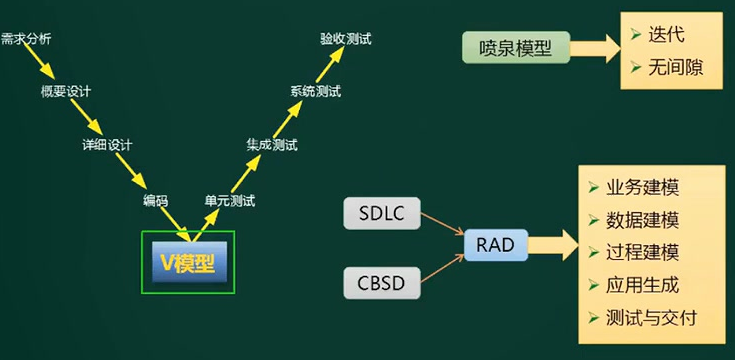 需求分析
概要设计
详细设计
编码
V模型
单元测试
集成测试
系统测试
验收测试
喷泉模型
迭代
无间隙
SDLC
CBSD
RAD
业务建模
数据建模
过程建模
应用生成
测试与交付